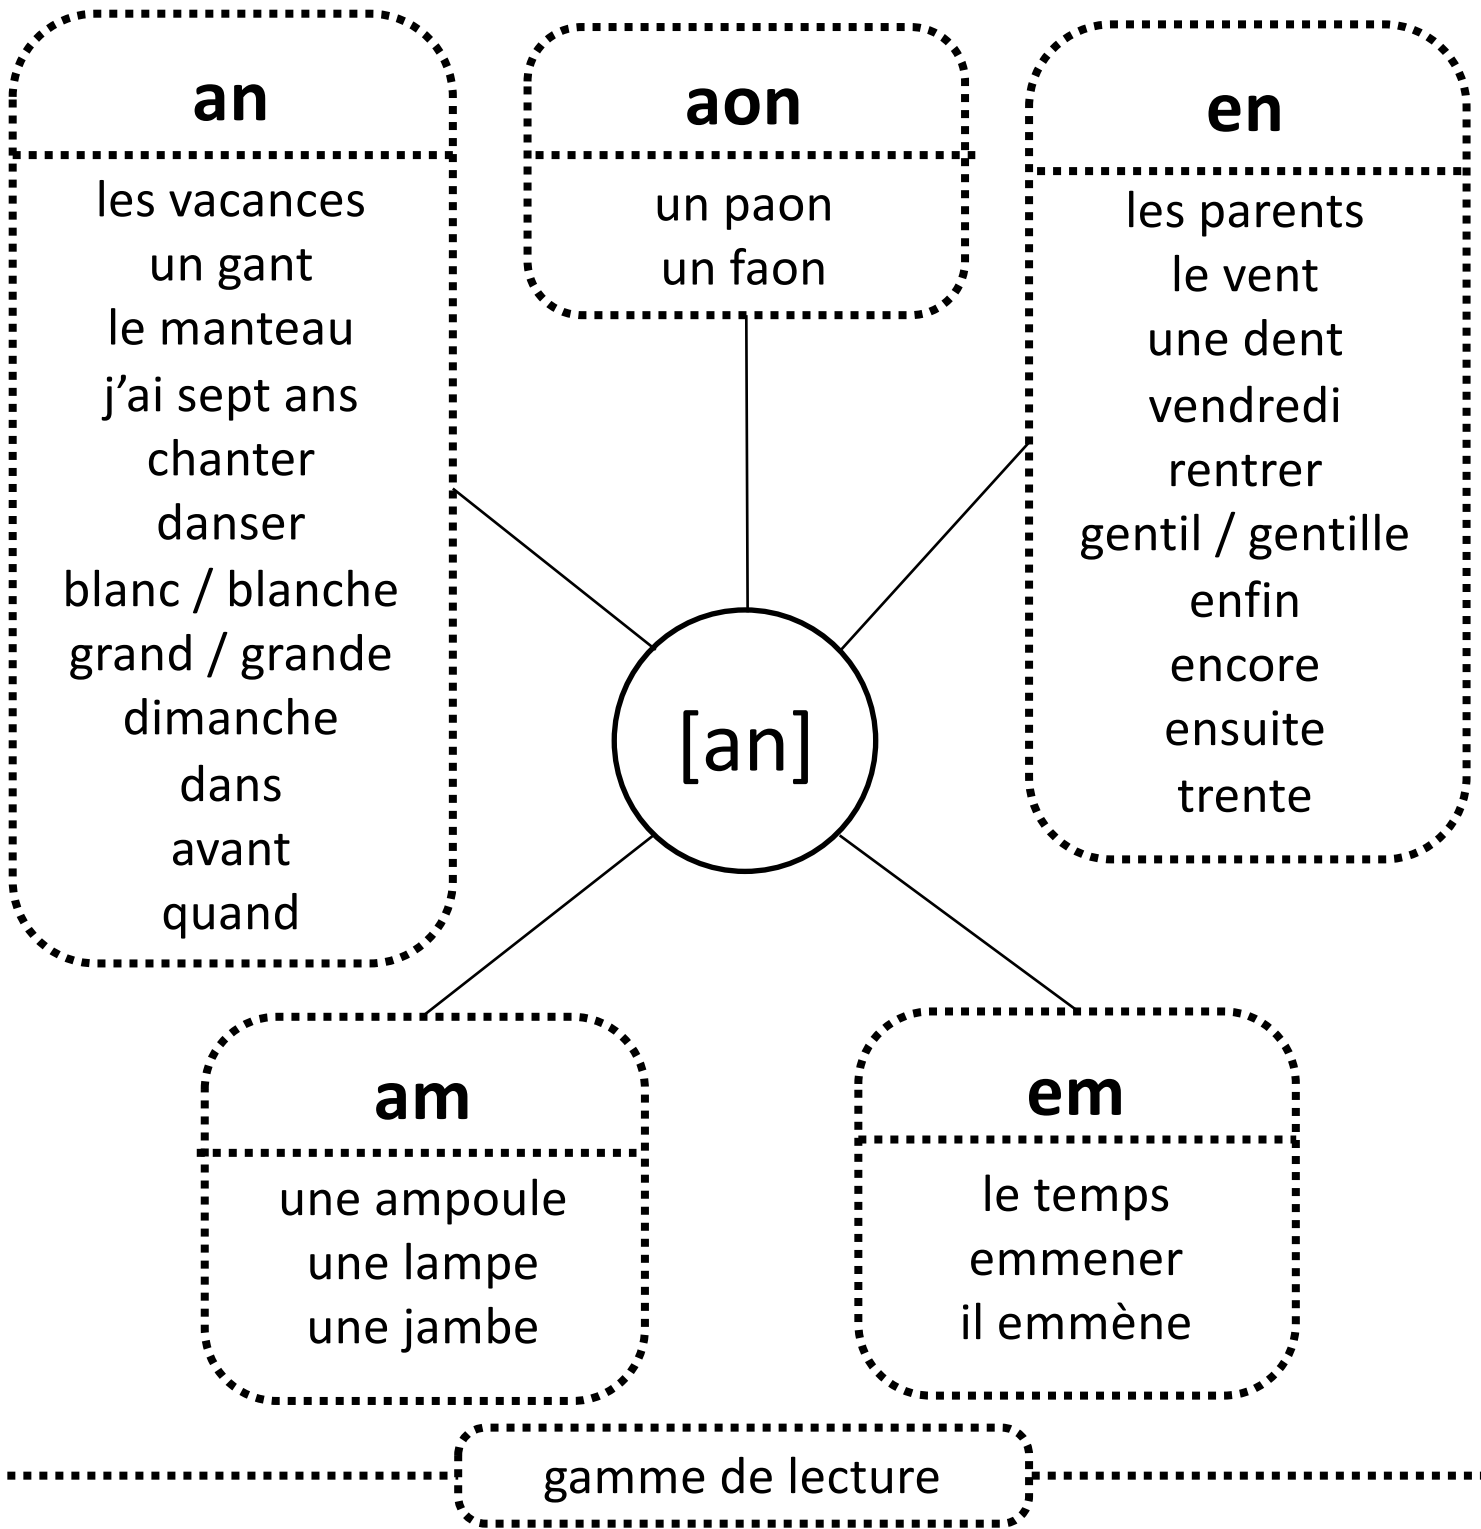 an
les vacances
un gant
le manteau
j’ai sept ans
chanter
danser
blanc / blanche
grand / grande
dimanche
dans
avant
quand
aon
un paon
un faon
en
les parents
le vent
une dent
vendredi
rentrer
gentil / gentille
enfin
encore
ensuite
trente
[an]
am
une ampoule
une lampe
une jambe
em
le temps
emmener
il emmène
gamme de lecture